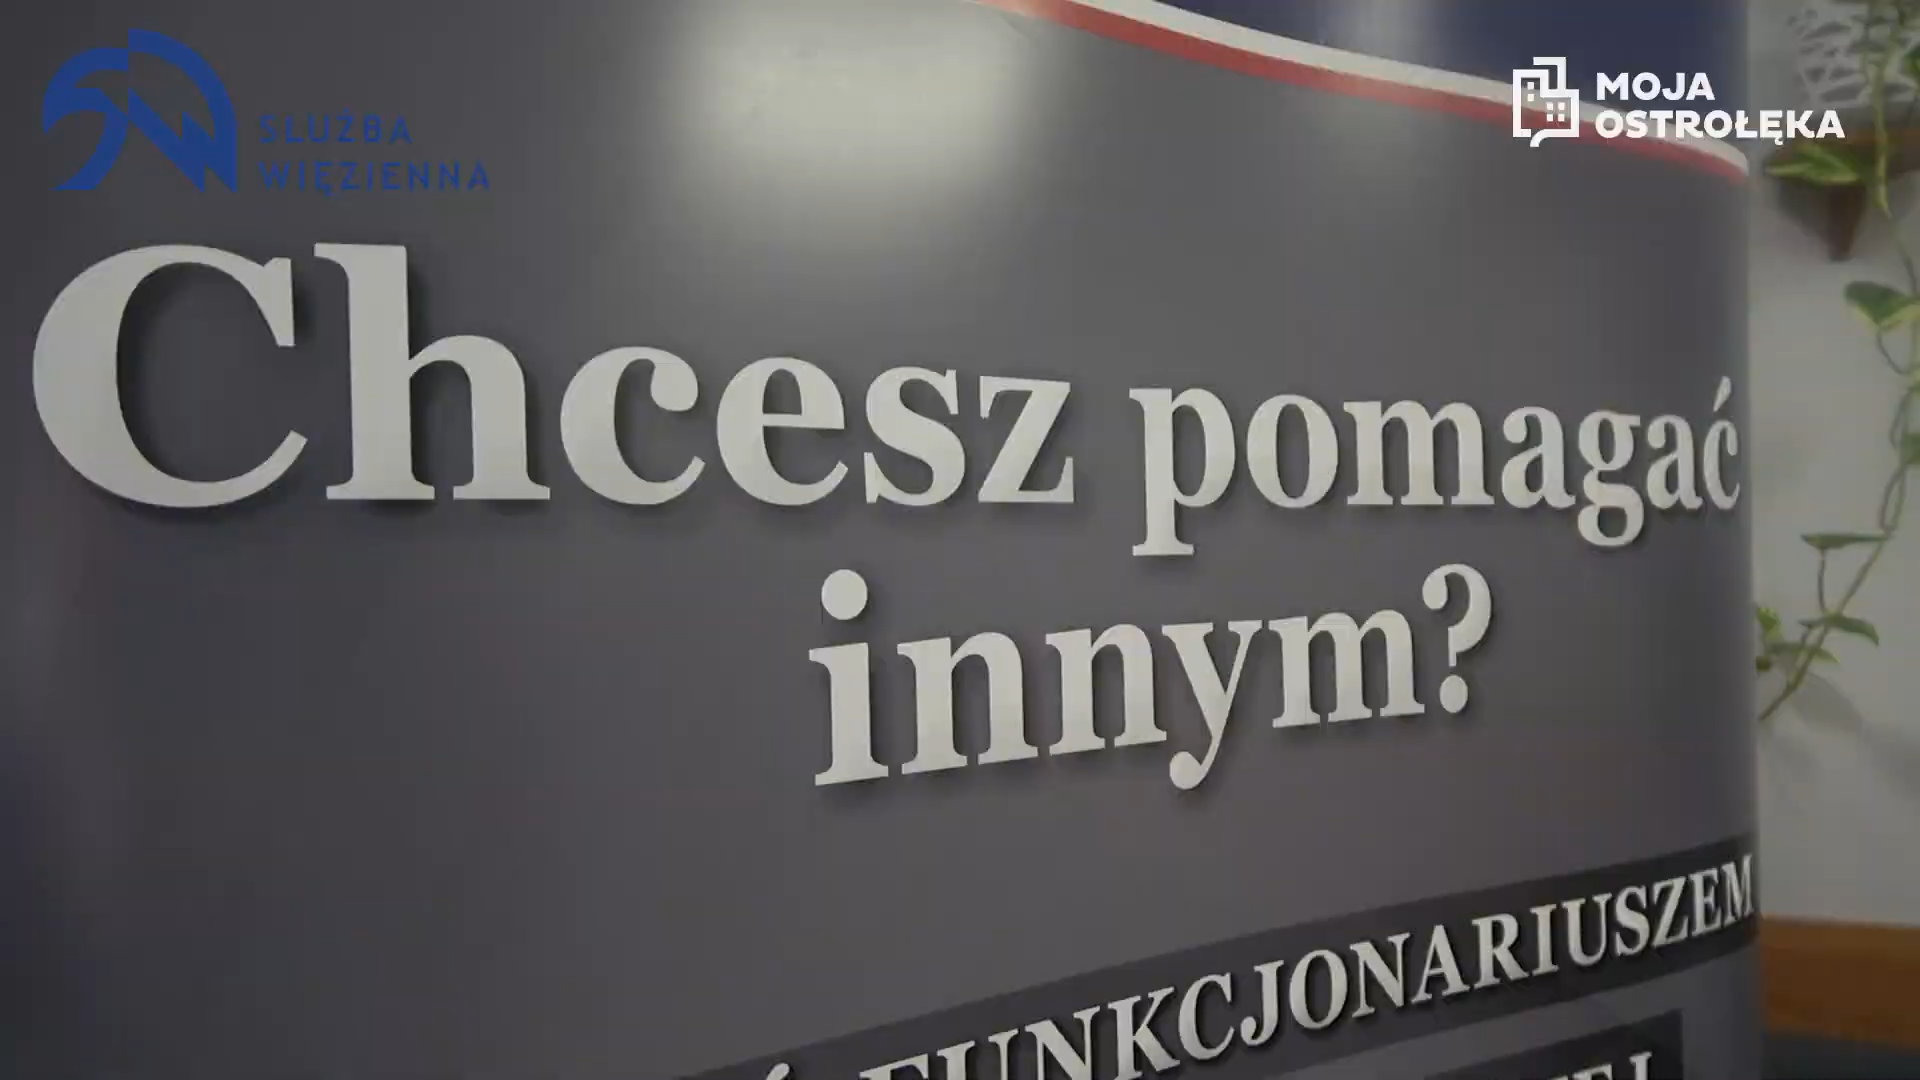 SŁUŻBA
WIĘZIENNA
MOJA
OSTROŁĘKA
Chcesz pomagać
innym?
FUNKCJONARIUSZEM